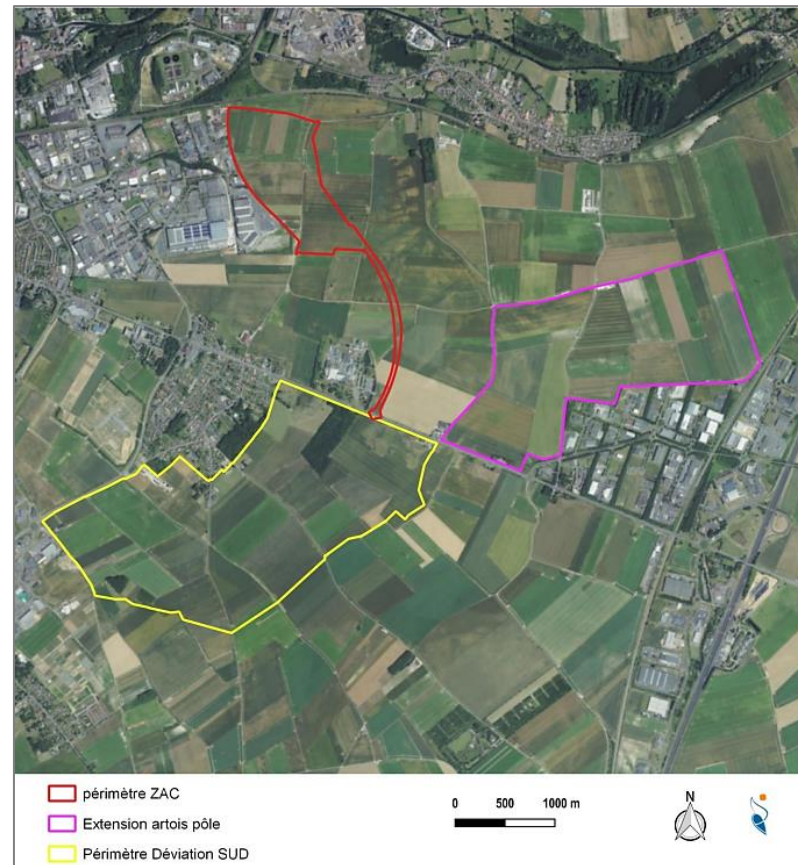 périmètre ZAC
Extension artois pôle
Périmètre Déviation SUD
0 500 1000 m
N